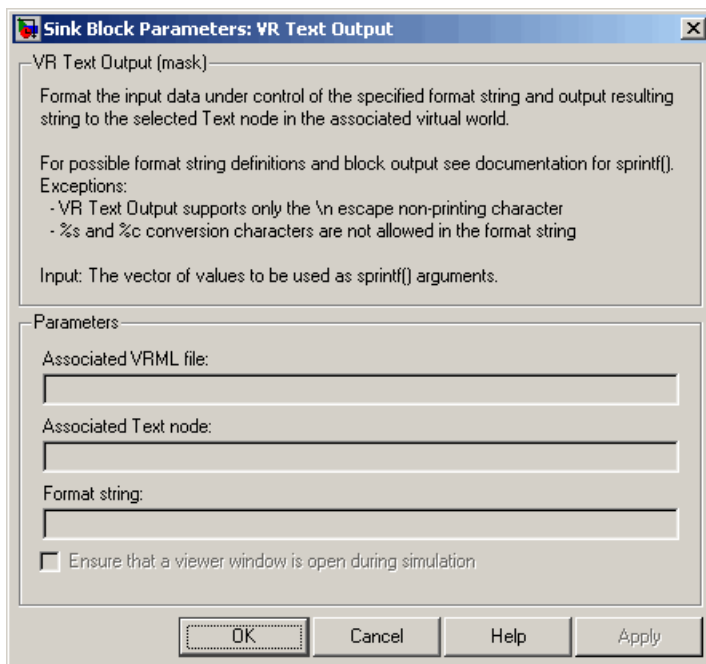 Sink Block Parameters: VR Text Output
VR Text Output (mask)
Format the input data under control of the specified format string and output resulting
string to the selected Text node in the associated virtual world.
For possible format string definitions and block output see documentation for sprintf().
Exceptions:
- VR Text Output supports only the \n escape non-printing character
- %s and %c conversion characters are not allowed in the format string
Input: The vector of values to be used as sprintf() arguments.
Parameters
Associated VRML file:
Associated Text node:
Format string:
Ensure that a viewer window is open during simulation
OK Cancel Help Apply